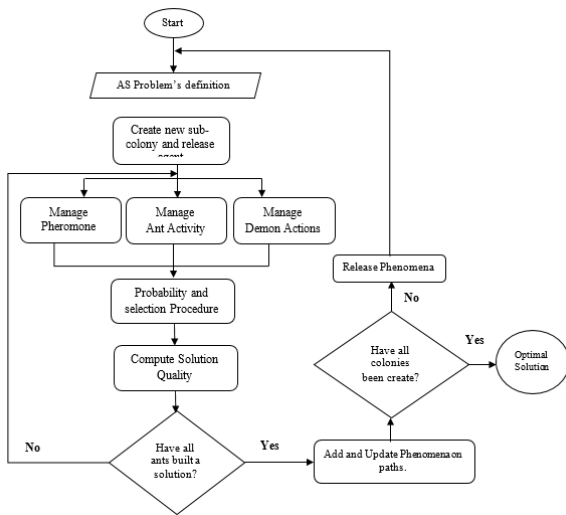 Start
AS Problem's definition
Create new sub-
colony and release
agent
Manage
Pheromone
Manage
Ant Activity
Manage
Demon Actions
Probability and
selection Procedure
Compute Solution
Quality
Have all
ants built a
solution?
No
Yes
Add and Update Phenomenaon
paths.
Have all
colonies
been create?
No
Yes
Release Phenomena
Optimal
Solution